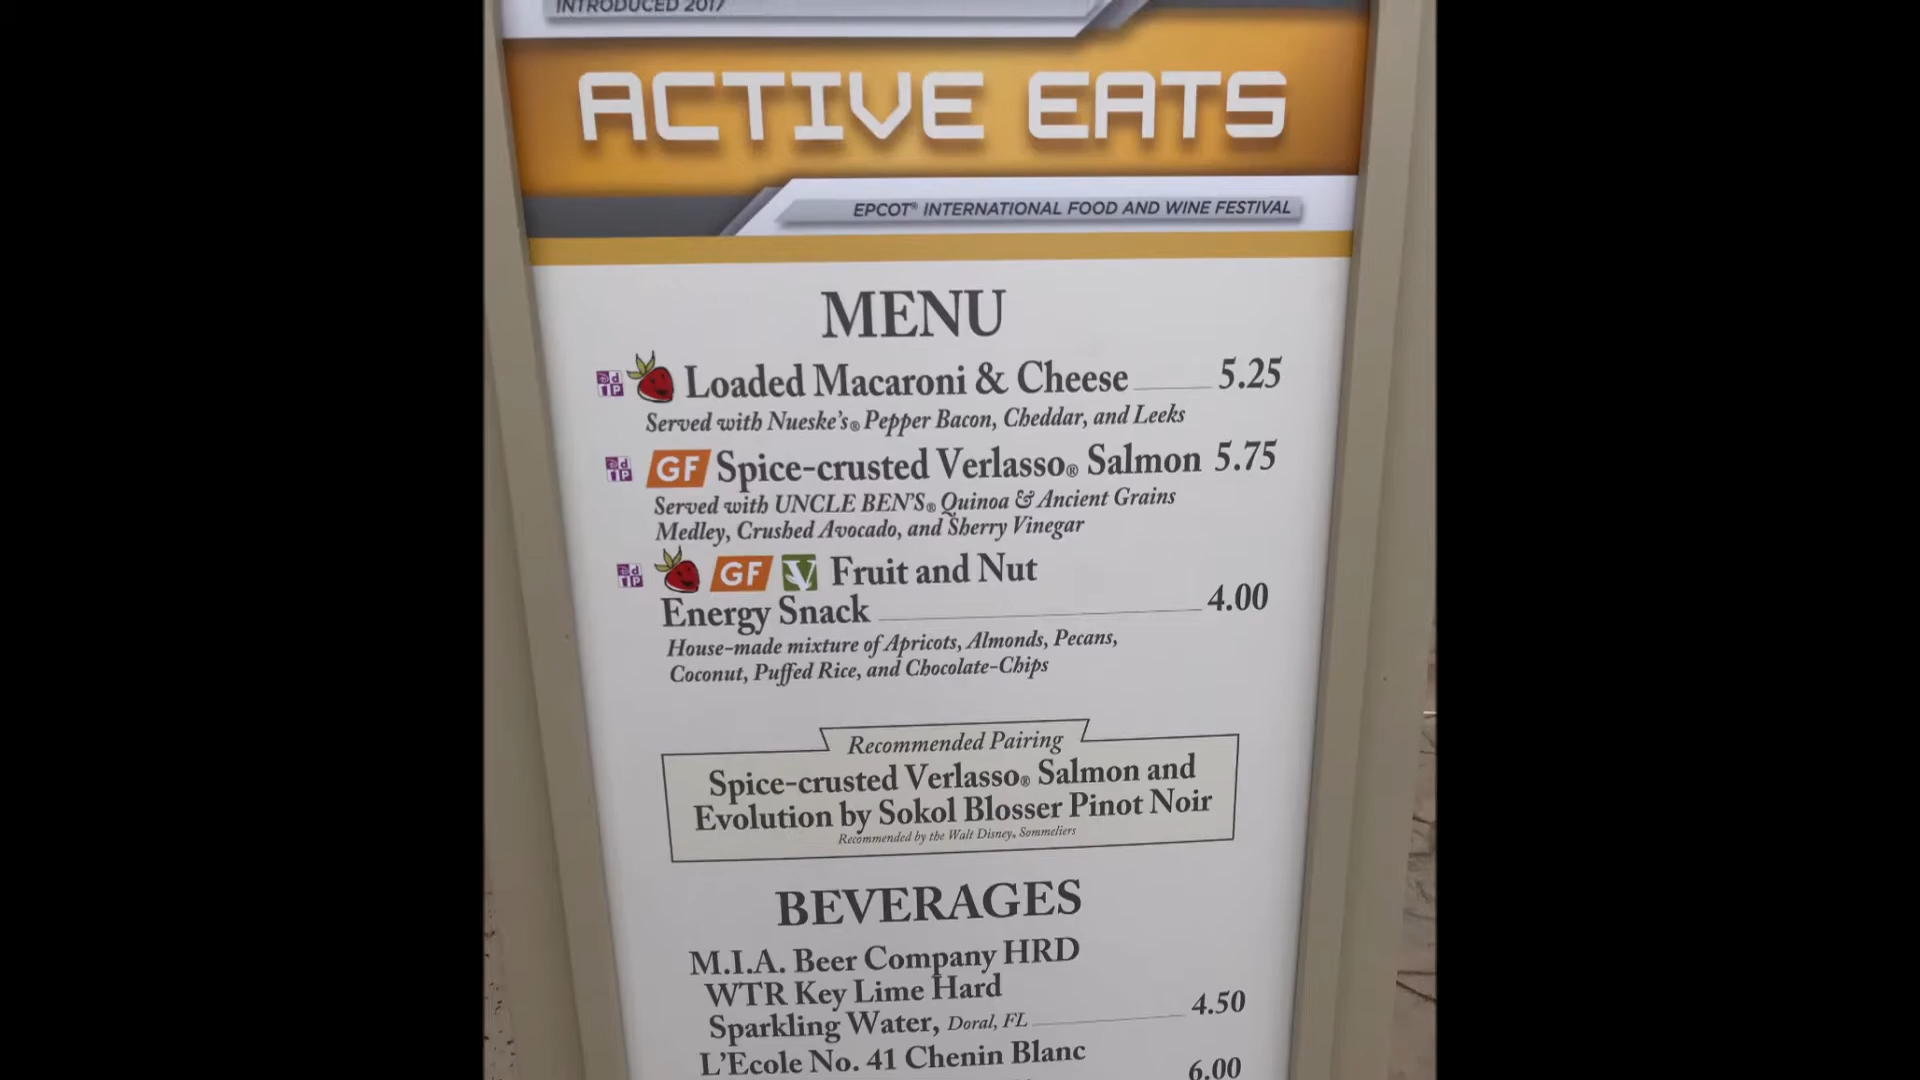 INTRODUCED 2017
ACTIVE EATS
EPCOT® INTERNATIONAL FOOD AND WINE FESTIVAL
MENU
Loaded Macaroni & Cheese 5.25
Served with Nueske's® Pepper Bacon, Cheddar, and Leeks
GF Spice-crusted Verlasso® Salmon 5.75
Served with UNCLE BEN'S® Quinoa & Ancient Grains
Medley, Crushed Avocado, and Sherry Vinegar
GF V Fruit and Nut
Energy Snack 4.00
House-made mixture of Apricots, Almonds, Pecans,
Coconut, Puffed Rice, and Chocolate-Chips
Recommended Pairing
Spice-crusted Verlasso® Salmon and
Evolution by Sokol Blosser Pinot Noir
Recommended by the Walt Disney® Sommeliers
BEVERAGES
M.I.A. Beer Company HRD
WTR Key Lime Hard
Sparkling Water, Doral, FL 4.50
L'Ecole No. 41 Chenin Blanc
6.00